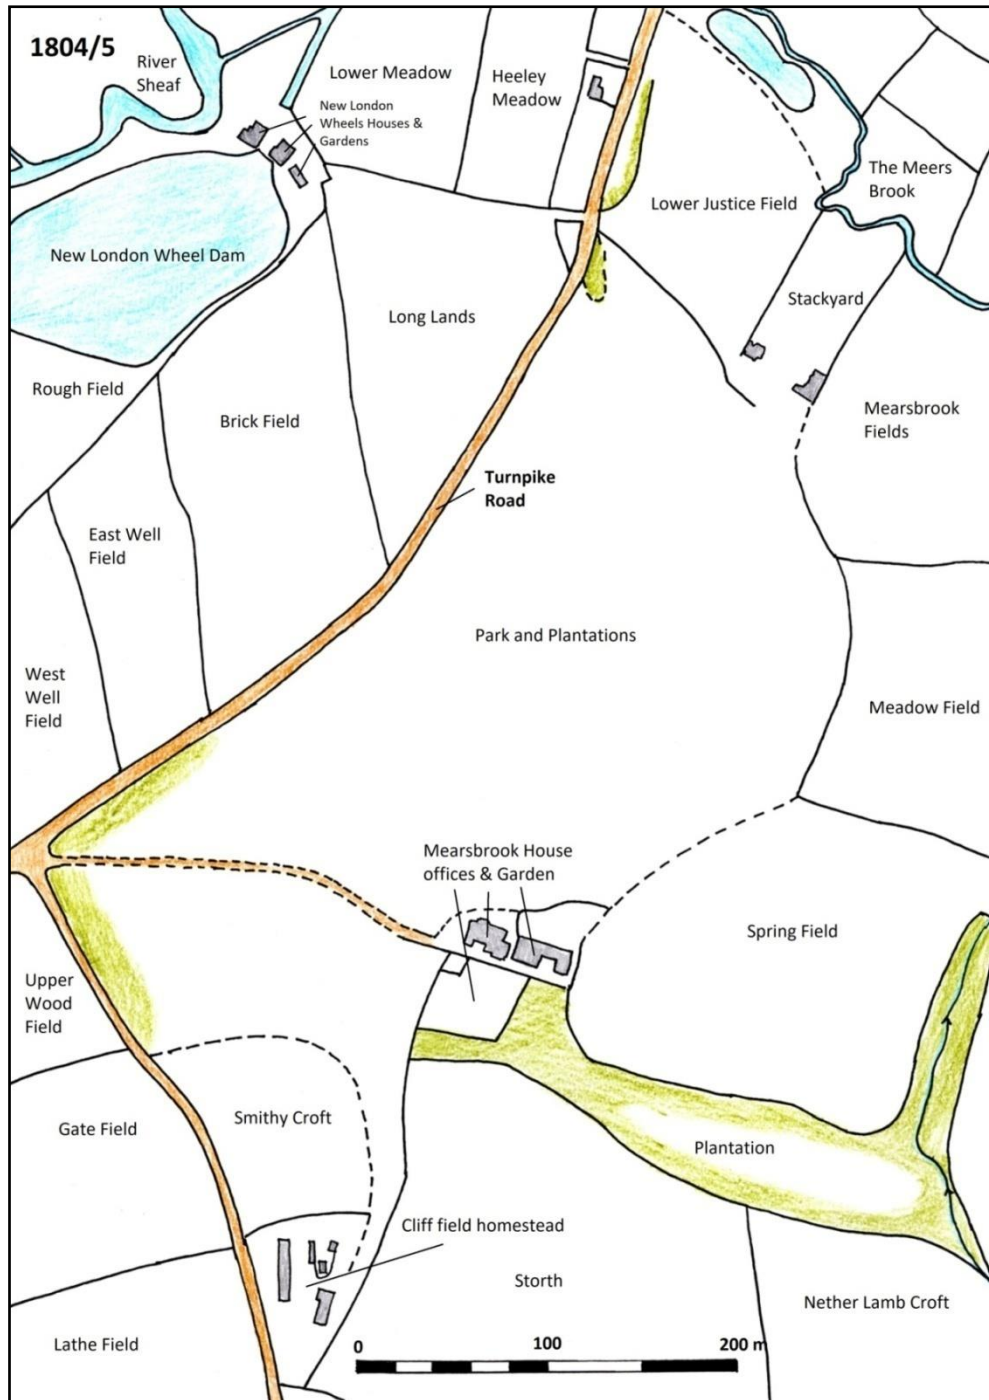 1804/5
River
Sheaf
Lower Meadow
Heeley
Meadow
New London
Wheels Houses &
Gardens
The Meers
Brook
Lower Justice Field
New London Wheel Dam
Stackyard
Long Lands
Rough Field
Brick Field
Mearsbrook
Fields
Turnpike
Road
East Well
Field
Park and Plantations
West
Well
Field
Meadow Field
Mearsbrook House
offices & Garden
Spring Field
Upper
Wood
Field
Smithy Croft
Gate Field
Plantation
Cliff field homestead
Storth
Nether Lamb Croft
Lathe Field
0
100
200 m